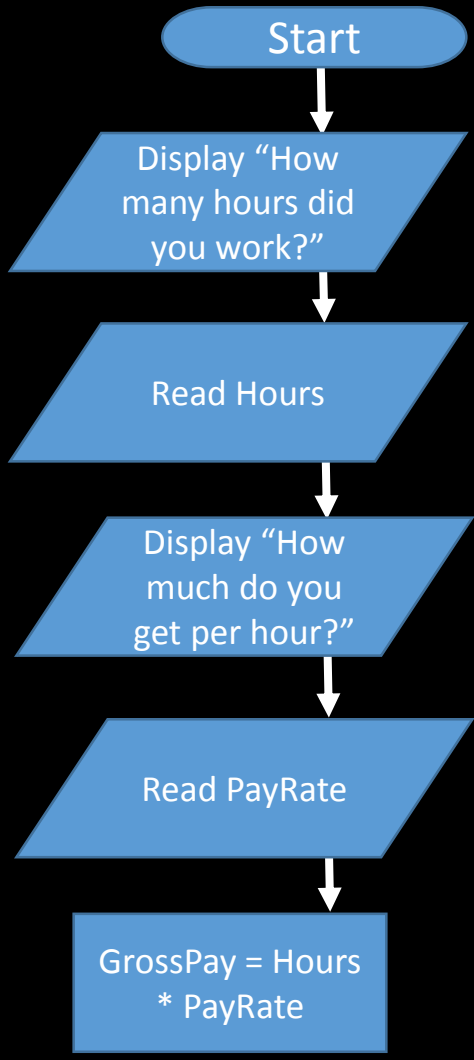 Start
Display “How
many hours did
you work?”
Read Hours
Display “How
much do you
get per hour?”
Read PayRate
GrossPay = Hours
* PayRate